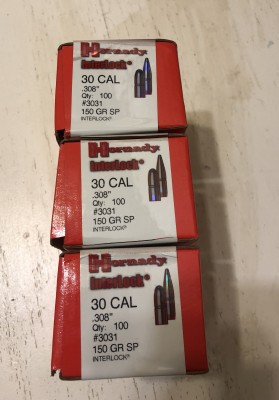 Hornady
InterLock®
30 CAL
.308"
Qty: 100
#3031
150 GR SP
INTERLOCK®
Hornady
InterLock®
30 CAL
.308"
Qty: 100
#3031
150 GR SP
INTERLOCK®
Hornady
InterLock®
30 CAL
.308"
Qty: 100
#3031
150 GR SP
INTERLOCK®